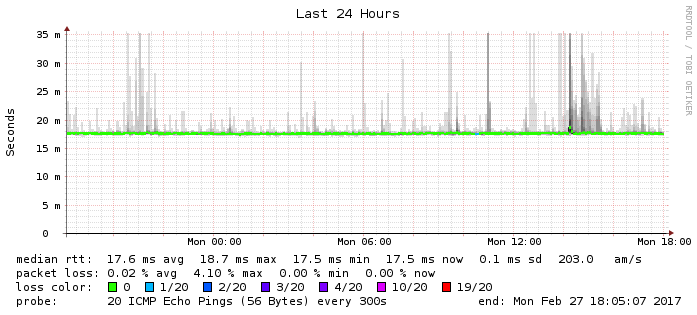 Last 24 Hours
RRDTOOL / TOBI OETIKER
Seconds
35 m
30 m
25 m
20 m
15 m
10 m
5 m
0
Mon 00:00 Mon 06:00 Mon 12:00 Mon 18:00
median rtt: 17.6 ms avg 18.7 ms max 17.5 ms min 17.5 ms now 0.1 ms sd 203.0 am/s
packet loss: 0.02 % avg 4.10 % max 0.00 % min 0.00 % now
loss color: 0 1/20 2/20 3/20 4/20 10/20 19/20
probe: 20 ICMP Echo Pings (56 Bytes) every 300s end: Mon Feb 27 18:05:07 2017